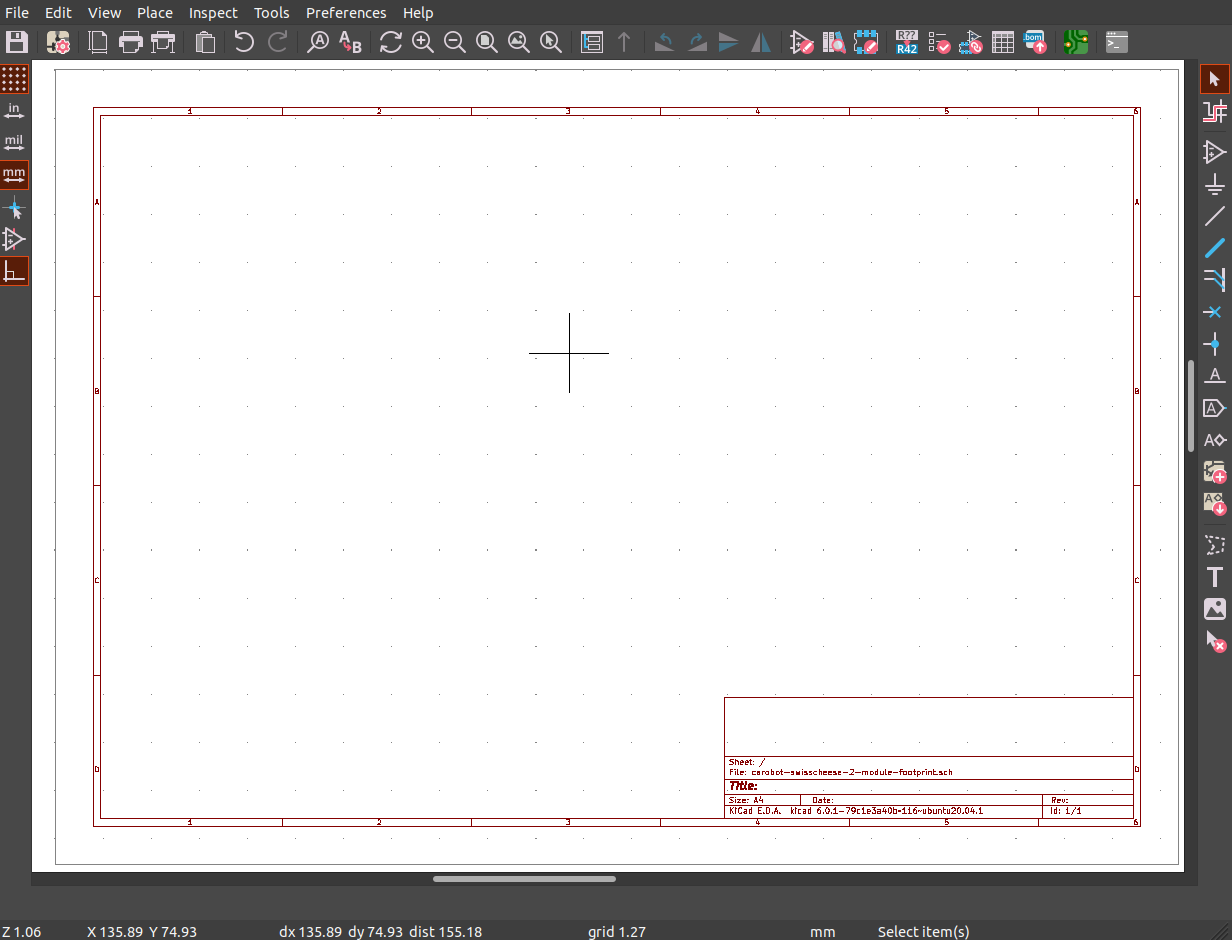 File Edit View Place Inspect Tools Preferences Help
A A B R?? R42 .bom >_
in
mil
mm
A
A
A
A
T
1 2 3 4 5 6
A A
B B
C C
D D
Sheet: /
File: carobot-swisscheese-2-module-footprint.sch
Title:
Size: A4 Date: Rev:
KiCad E.D.A. kicad 6.0.1-79c1e3a40b~116~ubuntu20.04.1 Id: 1/1
1 2 3 4 5 6
Z 1.06 X 135.89 Y 74.93 dx 135.89 dy 74.93 dist 155.18 grid 1.27 mm Select item(s)